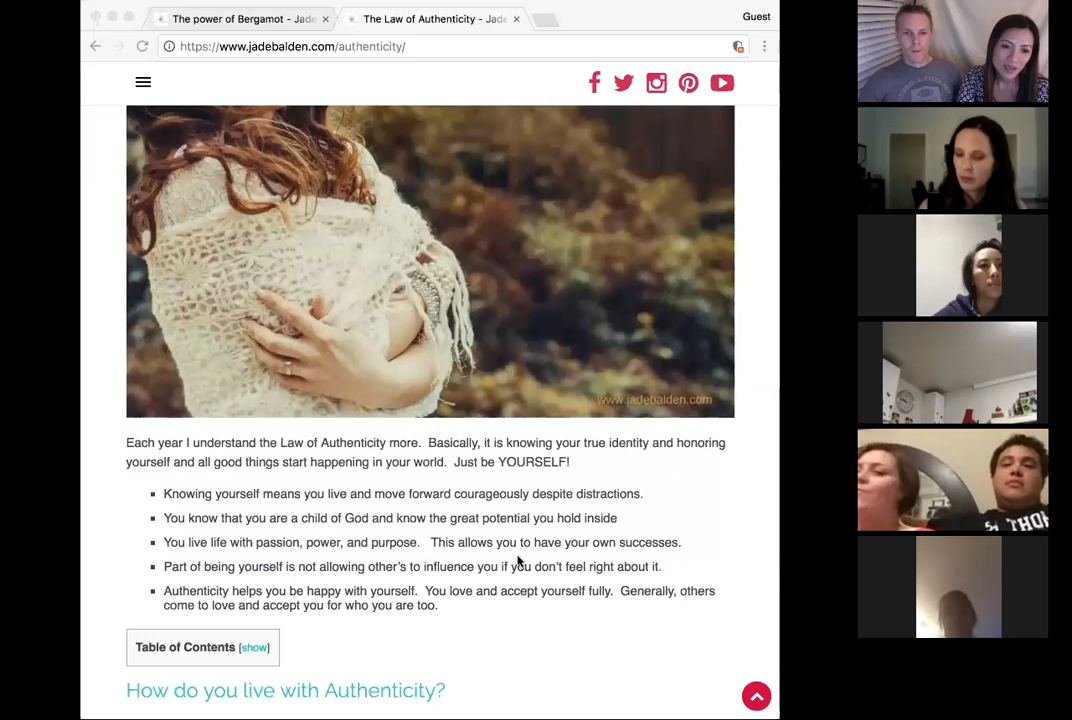 The power of Bergamot - Jade
The Law of Authenticity - Jade
Guest
https://www.jadebalden.com/authenticity/
www.jadebalden.com
Each year I understand the Law of Authenticity more. Basically, it is knowing your true identity and honoring
yourself and all good things start happening in your world. Just be YOURSELF!
Knowing yourself means you live and move forward courageously despite distractions.
You know that you are a child of God and know the great potential you hold inside
You live life with passion, power, and purpose. This allows you to have your own successes.
Part of being yourself is not allowing other's to influence you if you don't feel right about it.
Authenticity helps you be happy with yourself. You love and accept yourself fully. Generally, others
come to love and accept you for who you are too.
Table of Contents [show]
How do you live with Authenticity?